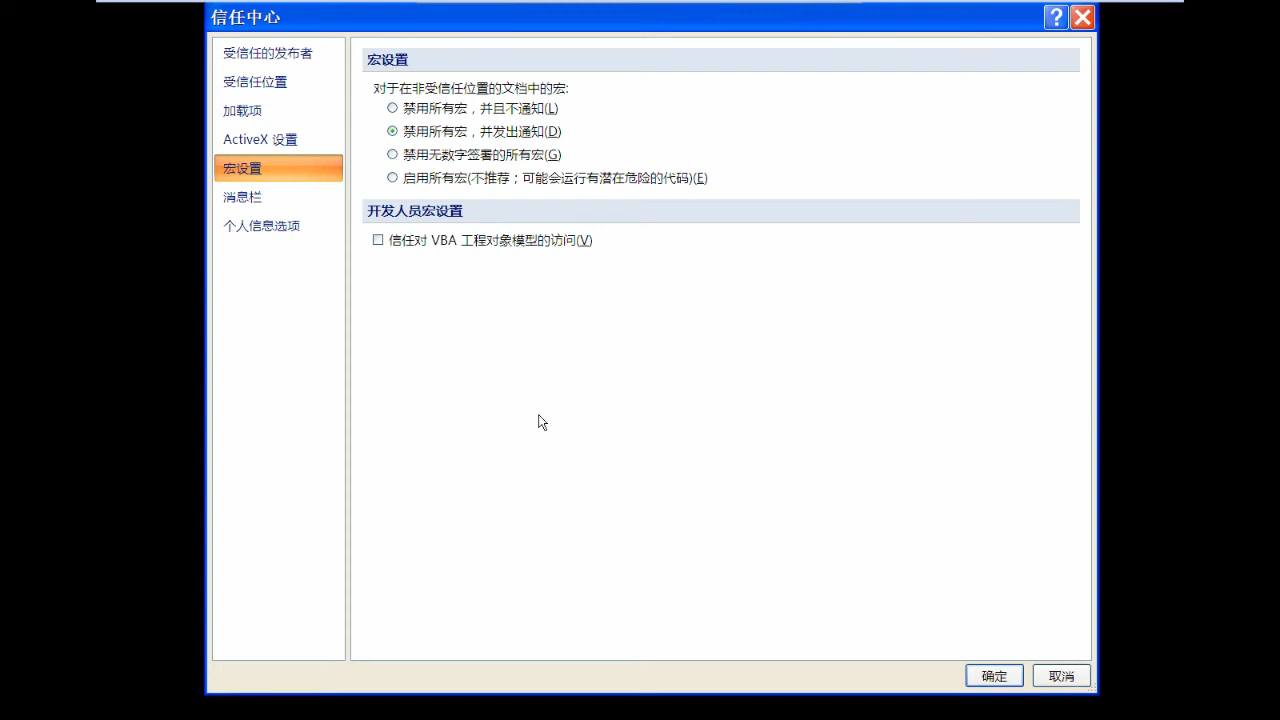 信任中心
受信任的发布者
受信任位置
加载项
ActiveX 设置
宏设置
消息栏
个人信息选项
宏设置
对于在非受信任位置的文档中的宏:
禁用所有宏，并且不通知(L)
禁用所有宏，并发出通知(D)
禁用无数字签署的所有宏(G)
启用所有宏(不推荐；可能会运行有潜在危险的代码)(E)
开发人员宏设置
信任对 VBA 工程对象模型的访问(V)
确定
取消